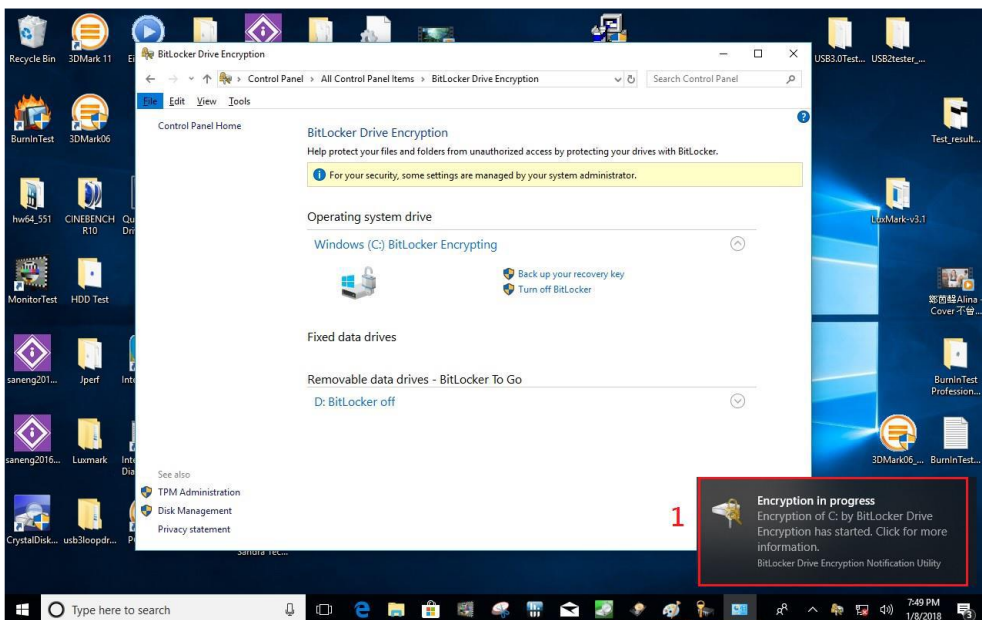 Recycle Bin
3DMark 11
USB3.0Test...
USB2tester_...
BitLocker Drive Encryption
Control Panel > All Control Panel Items > BitLocker Drive Encryption
Search Control Panel
File Edit View Tools
Control Panel Home
BitLocker Drive Encryption
Help protect your files and folders from unauthorized access by protecting your drives with BitLocker.
For your security, some settings are managed by your system administrator.
Operating system drive
Windows (C:) BitLocker Encrypting
Back up your recovery key
Turn off BitLocker
Fixed data drives
Removable data drives - BitLocker To Go
D: BitLocker off
See also
TPM Administration
Disk Management
Privacy statement
BurnInTest
3DMark06
Test_result...
hw64_551
CINEBENCH
R10
LuxMark-v3.1
MonitorTest
HDD Test
Alina -
Cover
saneng201...
Jperf
BurnInTest
Profession...
saneng2016...
Luxmark
3DMark06_...
BurnInTest...
CrystalDisk...
usb3loopdr...
Sandra Tec...
1
Encryption in progress
Encryption of C: by BitLocker Drive
Encryption has started. Click for more
information.
BitLocker Drive Encryption Notification Utility
Type here to search
7:49 PM
1/8/2018
3